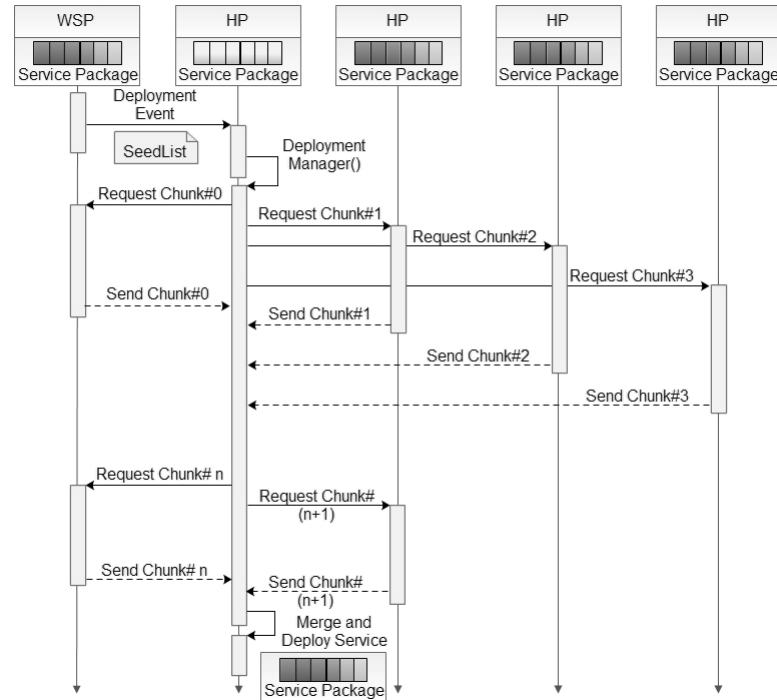 WSP
HP
HP
HP
HP
Service Package
Service Package
Service Package
Service Package
Service Package
Deployment
Event
SeedList
Deployment
Manager()
Request Chunk#0
Request Chunk#1
Request Chunk#2
Request Chunk#3
Send Chunk#0
Send Chunk#1
Send Chunk#2
Send Chunk#3
Request Chunk# n
Request Chunk#
(n+1)
Send Chunk# n
Send Chunk#
(n+1)
Merge and
Deploy Service
Service Package